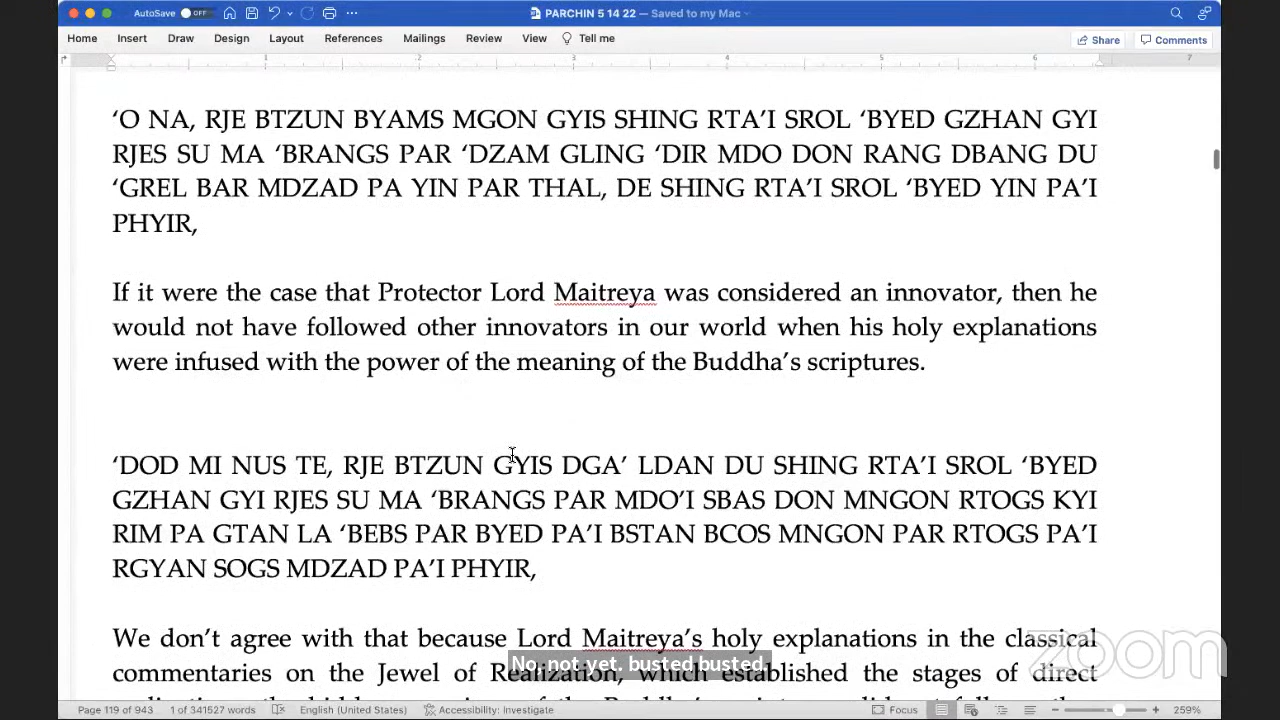 AutoSave OFF
PARCHIN 5 14 22 — Saved to my Mac
Home Insert Draw Design Layout References Mailings Review View Tell me Share Comments
1 2 3 4 5 6 7
‘O NA, RJE BTZUN BYAMS MGON GYIS SHING RTA’I SROL ‘BYED GZHAN GYI
RJES SU MA ‘BRANGS PAR ‘DZAM GLING ‘DIR MDO DON RANG DBANG DU
‘GREL BAR MDZAD PA YIN PAR THAL, DE SHING RTA’I SROL ‘BYED YIN PA’I
PHYIR,
If it were the case that Protector Lord Maitreya was considered an innovator, then he
would not have followed other innovators in our world when his holy explanations
were infused with the power of the meaning of the Buddha’s scriptures.
‘DOD MI NUS TE, RJE BTZUN GYIS DGA’ LDAN DU SHING RTA’I SROL ‘BYED
GZHAN GYI RJES SU MA ‘BRANGS PAR MDO’I SBAS DON MNGON RTOGS KYI
RIM PA GTAN LA ‘BEBS PAR BYED PA’I BSTAN BCOS MNGON PAR RTOGS PA’I
RGYAN SOGS MDZAD PA’I PHYIR,
We don’t agree with that because Lord Maitreya’s holy explanations in the classical
commentaries on the Jewel of Realization, which established the stages of direct
No, not yet. busted busted.
zoom
Page 119 of 943 1 of 341527 words English (United States) Accessibility: Investigate Focus 259%